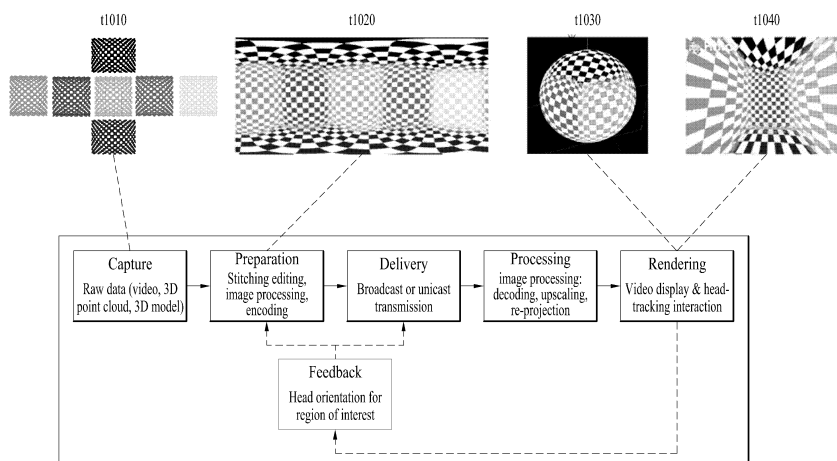 t1010
t1020
t1030
t1040
Capture
Raw data (video, 3D
point cloud, 3D model)
Preparation
Stitching editing,
image processing,
encoding
Delivery
Broadcast or unicast
transmission
Processing
image processing:
decoding, upscaling,
re-projection
Rendering
Video display & head-
tracking interaction
Feedback
Head orientation for
region of interest